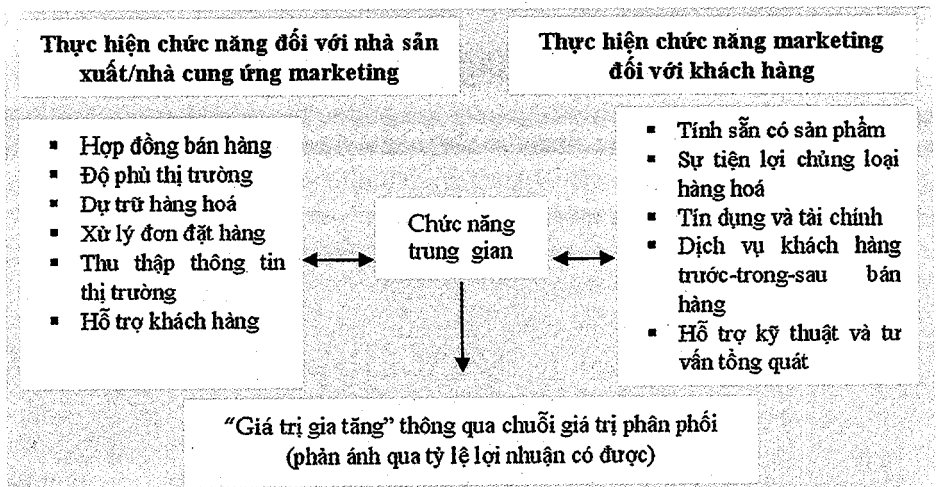 Thực hiện chức năng đối với nhà sản
xuất/nhà cung ứng marketing
Thực hiện chức năng marketing
đối với khách hàng
▪ Hợp đồng bán hàng
▪ Độ phủ thị trường
▪ Dự trữ hàng hoá
▪ Xử lý đơn đặt hàng
▪ Thu thập thông tin
thị trường
▪ Hỗ trợ khách hàng
Chức năng
trung gian
▪ Tính sẵn có sản phẩm
▪ Sự tiện lợi chủng loại
hàng hoá
▪ Tín dụng và tài chính
▪ Dịch vụ khách hàng
trước-trong-sau bán
hàng
▪ Hỗ trợ kỹ thuật và tư
vấn tổng quát
“Giá trị gia tăng” thông qua chuỗi giá trị phân phối
(phản ánh qua tỷ lệ lợi nhuận có được)